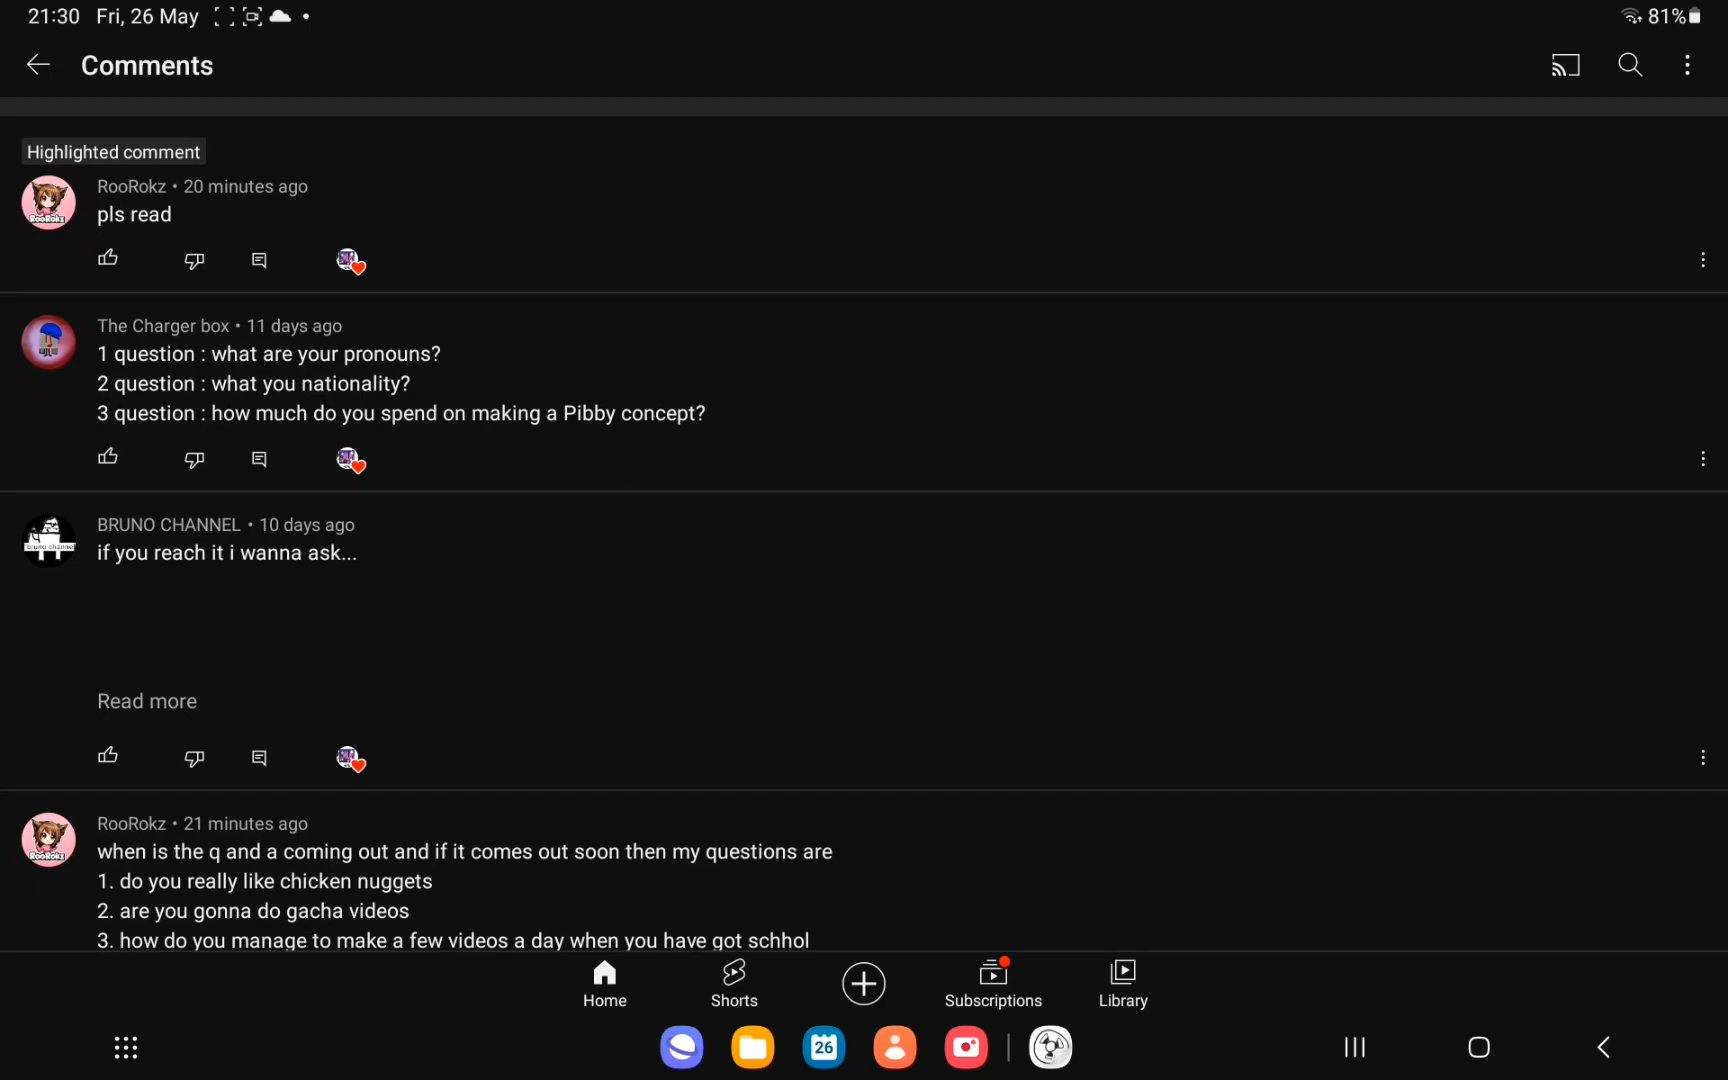 21:30 Fri, 26 May
81%
Comments
Highlighted comment
RooRokz • 20 minutes ago
pls read
The Charger box • 11 days ago
1 question : what are your pronouns?
2 question : what you nationality?
3 question : how much do you spend on making a Pibby concept?
BRUNO CHANNEL • 10 days ago
if you reach it i wanna ask...
Read more
RooRokz • 21 minutes ago
when is the q and a coming out and if it comes out soon then my questions are
1. do you really like chicken nuggets
2. are you gonna do gacha videos
3. how do you manage to make a few videos a day when you have got schhol
Home
Shorts
Subscriptions
Library
26
RooRokz
bruno channel
RooRokz